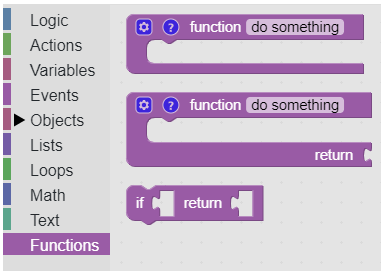 Logic
Actions
Variables
Events
Objects
Lists
Loops
Math
Text
Functions
? function do something
? function do something
return
if return